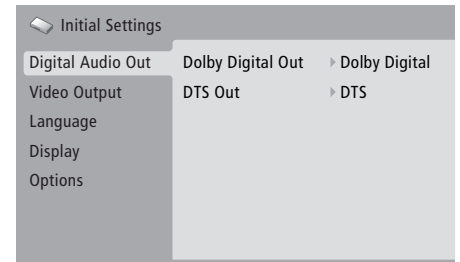 Initial Settings
Digital Audio Out Dolby Digital Out Dolby Digital
Video Output DTS Out DTS
Language
Display
Options